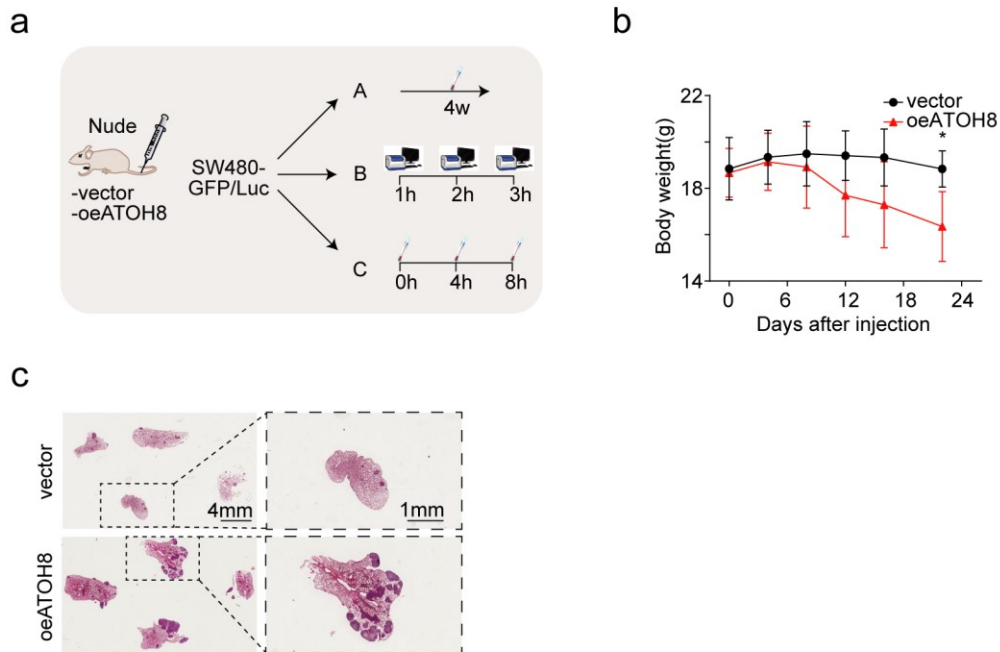 a
Nude
-vector
-oeATOH8
SW480-
GFP/Luc
A
4w
B
1h 2h 3h
C
0h 4h 8h
b
vector
oeATOH8
*
Body weight(g)
22
18
14
0 6 12 18 24
Days after injection
c
vector
4mm
1mm
oeATOH8